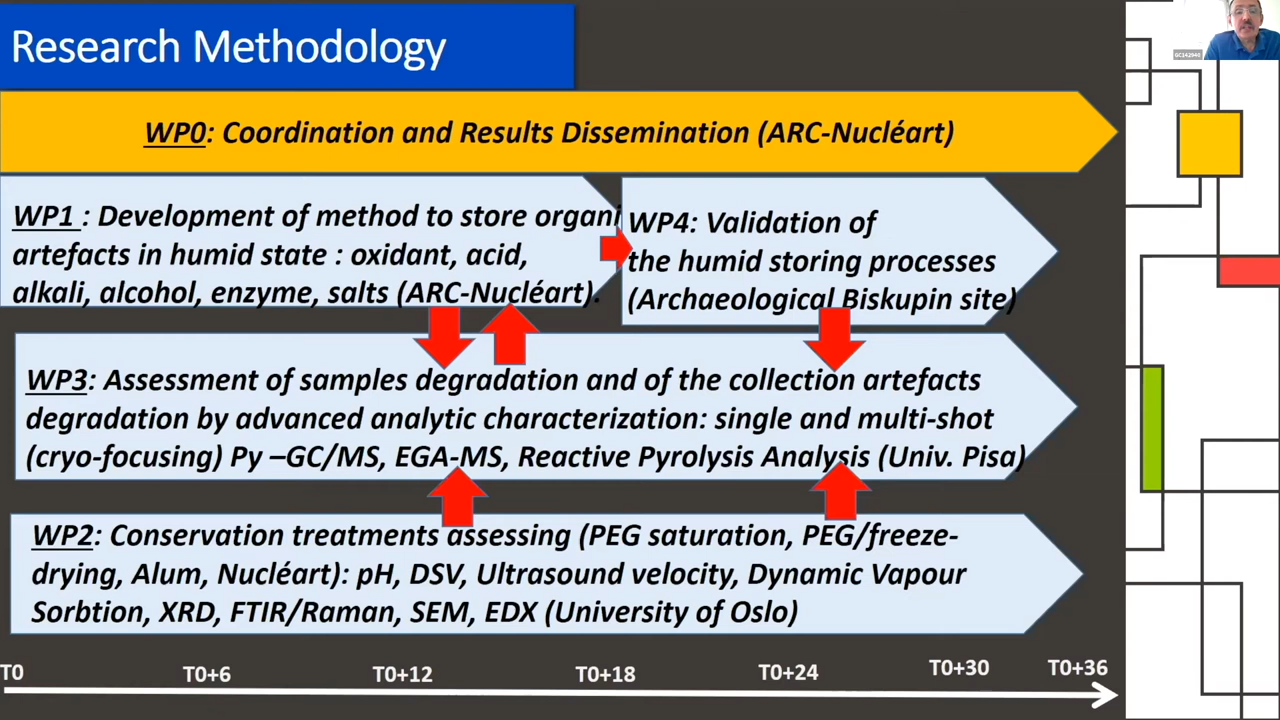 Research Methodology
WP0: Coordination and Results Dissemination (ARC-Nucléart)
WP1 : Development of method to store organi
artefacts in humid state : oxidant, acid,
alkali, alcohol, enzyme, salts (ARC-Nucléart).
WP4: Validation of
the humid storing processes
(Archaeological Biskupin site)
WP3: Assessment of samples degradation and of the collection artefacts
degradation by advanced analytic characterization: single and multi-shot
(cryo-focusing) Py –GC/MS, EGA-MS, Reactive Pyrolysis Analysis (Univ. Pisa)
WP2: Conservation treatments assessing (PEG saturation, PEG/freeze-
drying, Alum, Nucléart): pH, DSV, Ultrasound velocity, Dynamic Vapour
Sorbtion, XRD, FTIR/Raman, SEM, EDX (University of Oslo)
T0 T0+6 T0+12 T0+18 T0+24 T0+30 T0+36